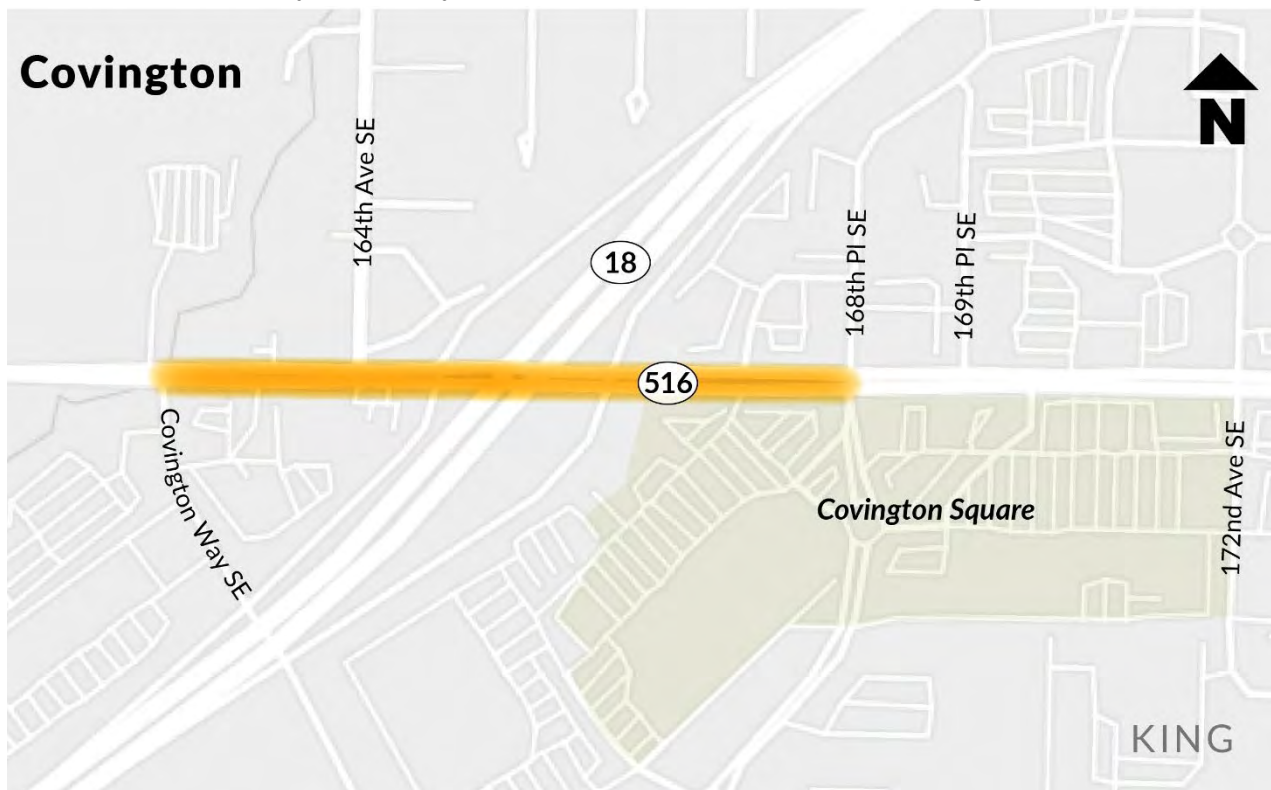 Covington
N
164th Ave SE
18
168th Pl SE
169th Pl SE
516
Covington Way SE
Covington Square
172nd Ave SE
KING